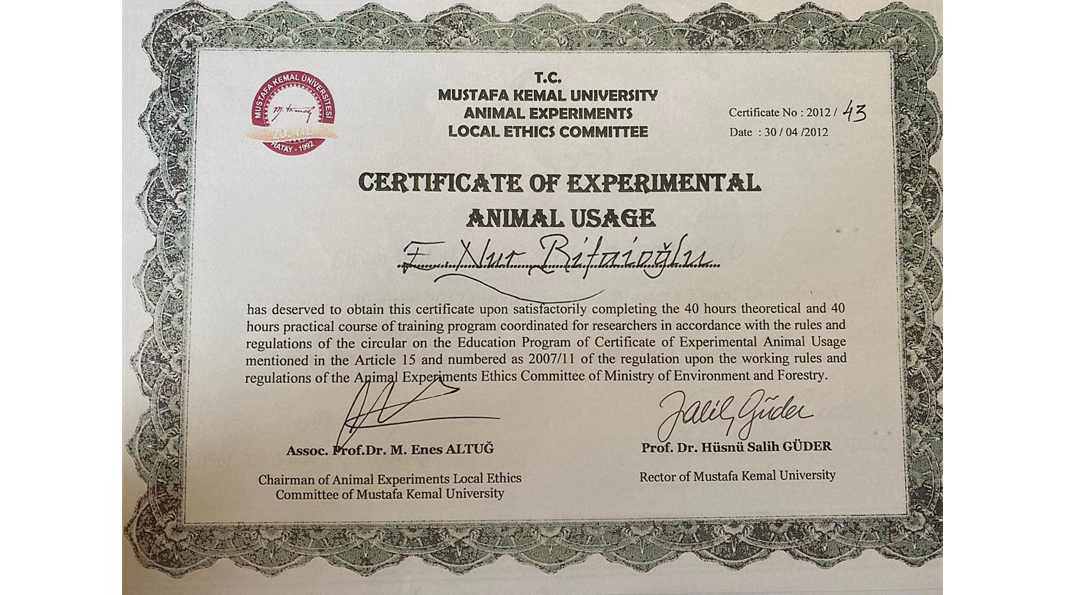 MUSTAFA KEMAL ÜNİVERSİTESİ
20. YIL
HATAY - 1992
T.C.
MUSTAFA KEMAL UNIVERSITY
ANIMAL EXPERIMENTS
LOCAL ETHICS COMMITTEE
Certificate No : 2012 / 43
Date : 30 / 04 /2012
CERTIFICATE OF EXPERIMENTAL
ANIMAL USAGE
E. Nur
has deserved to obtain this certificate upon satisfactorily completing the 40 hours theoretical and 40
hours practical course of training program coordinated for researchers in accordance with the rules and
regulations of the circular on the Education Program of Certificate of Experimental Animal Usage
mentioned in the Article 15 and numbered as 2007/11 of the regulation upon the working rules and
regulations of the Animal Experiments Ethics Committee of Ministry of Environment and Forestry.
Assoc. Prof.Dr. M. Enes ALTUĞ
Chairman of Animal Experiments Local Ethics
Committee of Mustafa Kemal University
Prof. Dr. Hüsnü Salih GÜDER
Rector of Mustafa Kemal University